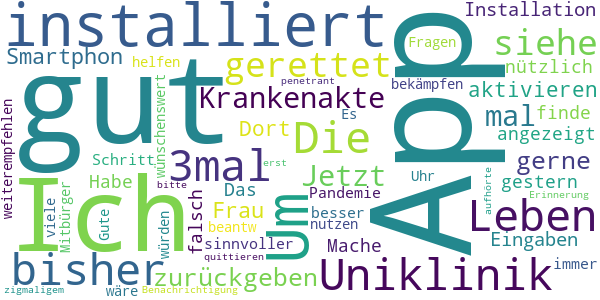 installiert
Installation
Smartphon
helfen
gerettet
Fragen
siehe
penetrant
bekämpfen
nützlich
gut
App
Krankenakte
aktivieren
weiterempfehlen
wünschenswert
Es
mal
finde
Dort
Die
angezeigt
Schritt
3mal
erst
Jetzt
Uhr
gerne
Ich
Habe
bitte
Das
Pandemie
gestern
aufhörte
Erinnerung
Mitbürger
viele
Gute
würden
falsch
Frau
Um
besser
Leben
beantw
nutzen
sinnvoller
Mache
Eingaben
quittieren
bisher
zurückgeben
Uniklinik
immer
zigmaligem
wäre
Benachrichtigung